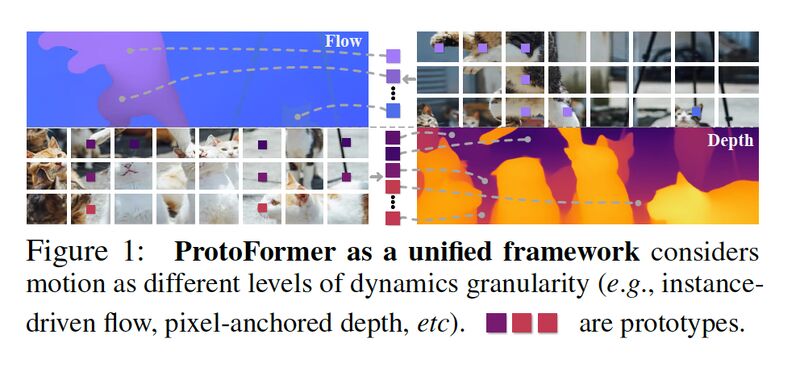 Flow
Depth
Figure 1: ProtoFormer as a unified framework considers
motion as different levels of dynamics granularity (e.g., instance-
driven flow, pixel-anchored depth, etc). are prototypes.